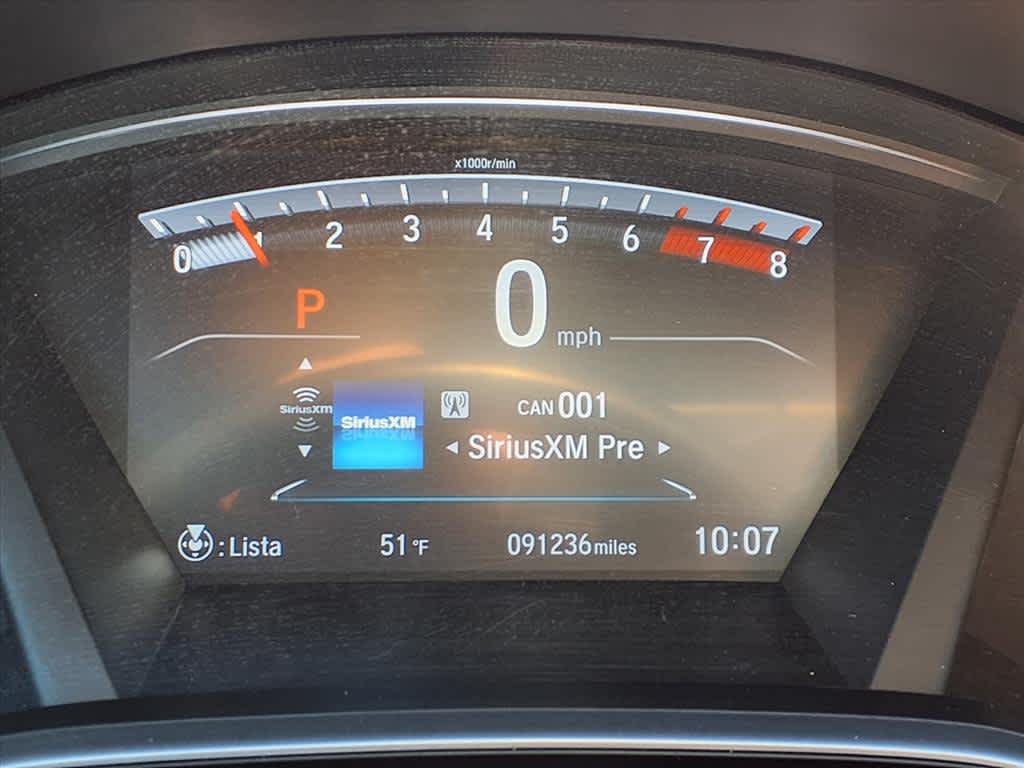 x1000r/min
0 1 2 3 4 5 6 7 8
P
0 mph
SiriusXM
SiriusXM
CAN 001
SiriusXM Pre
: Lista
51 °F
091236 miles
10:07